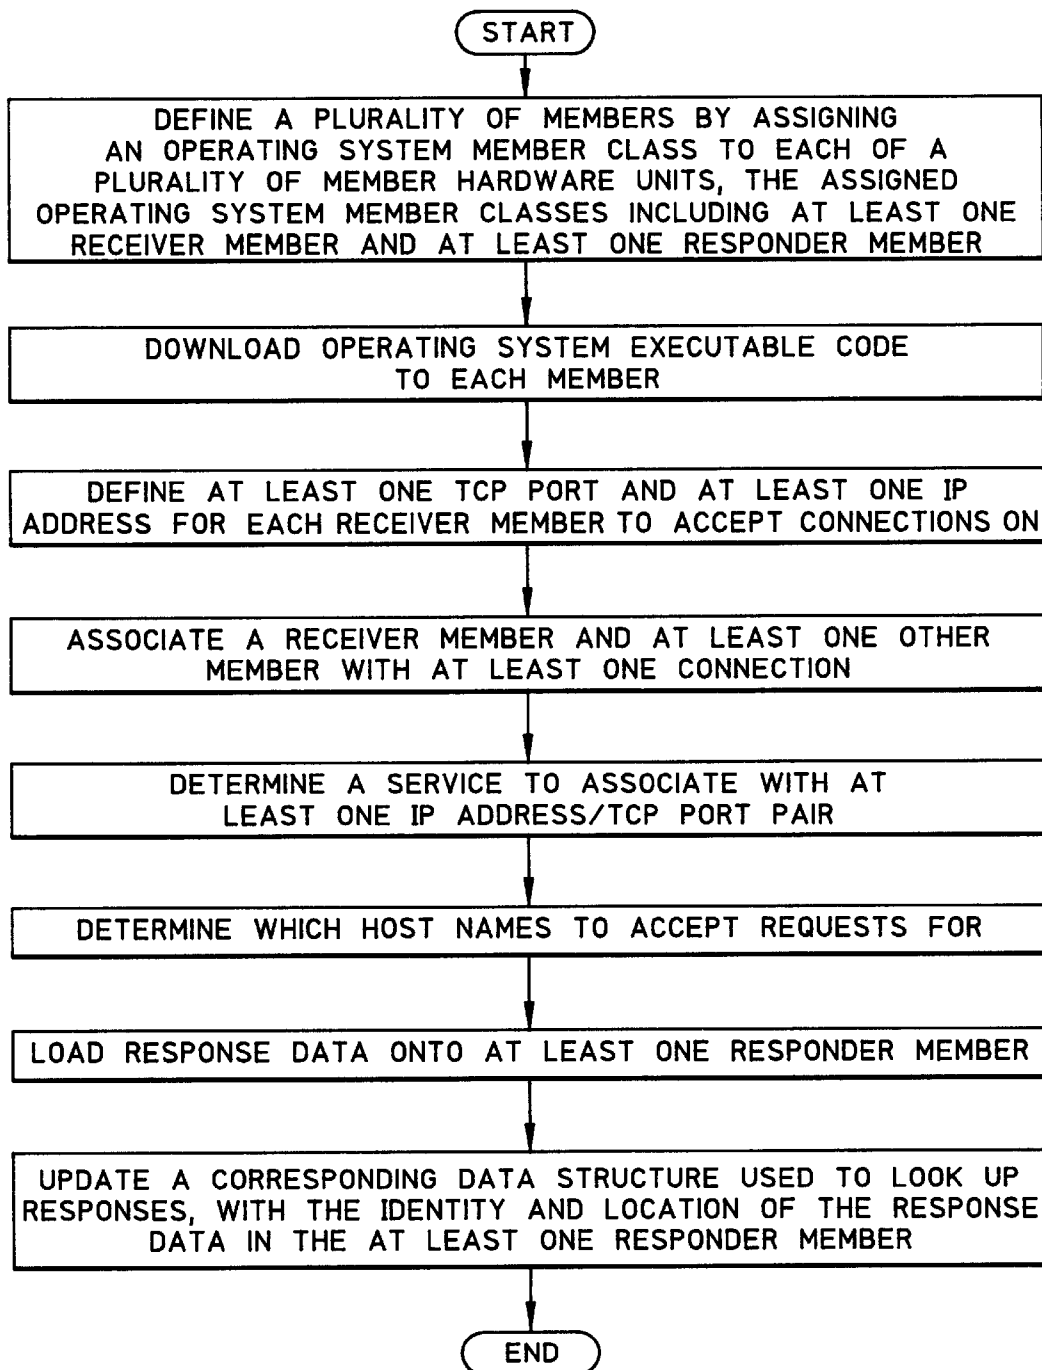 START
DEFINE A PLURALITY OF MEMBERS BY ASSIGNING
AN OPERATING SYSTEM MEMBER CLASS TO EACH OF A
PLURALITY OF MEMBER HARDWARE UNITS, THE ASSIGNED
OPERATING SYSTEM MEMBER CLASSES INCLUDING AT LEAST ONE
RECEIVER MEMBER AND AT LEAST ONE RESPONDER MEMBER
DOWNLOAD OPERATING SYSTEM EXECUTABLE CODE
TO EACH MEMBER
DEFINE AT LEAST ONE TCP PORT AND AT LEAST ONE IP
ADDRESS FOR EACH RECEIVER MEMBER TO ACCEPT CONNECTIONS ON
ASSOCIATE A RECEIVER MEMBER AND AT LEAST ONE OTHER
MEMBER WITH AT LEAST ONE CONNECTION
DETERMINE A SERVICE TO ASSOCIATE WITH AT
LEAST ONE IP ADDRESS/TCP PORT PAIR
DETERMINE WHICH HOST NAMES TO ACCEPT REQUESTS FOR
LOAD RESPONSE DATA ONTO AT LEAST ONE RESPONDER MEMBER
UPDATE A CORRESPONDING DATA STRUCTURE USED TO LOOK UP
RESPONSES, WITH THE IDENTITY AND LOCATION OF THE RESPONSE
DATA IN THE AT LEAST ONE RESPONDER MEMBER
END